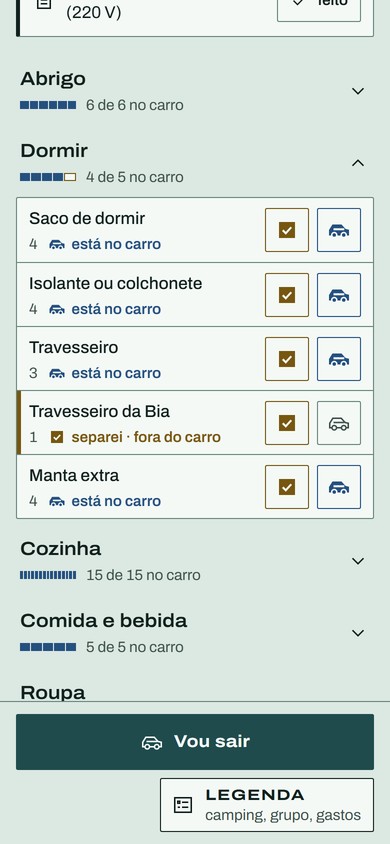 feito
(220 V)
Abrigo
6 de 6 no carro
Dormir
4 de 5 no carro
Saco de dormir
4 está no carro
Isolante ou colchonete
4 está no carro
Travesseiro
3 está no carro
Travesseiro da Bia
1 separei · fora do carro
Manta extra
4 está no carro
Cozinha
15 de 15 no carro
Comida e bebida
5 de 5 no carro
Roupa
Vou sair
LEGENDA
camping, grupo, gastos